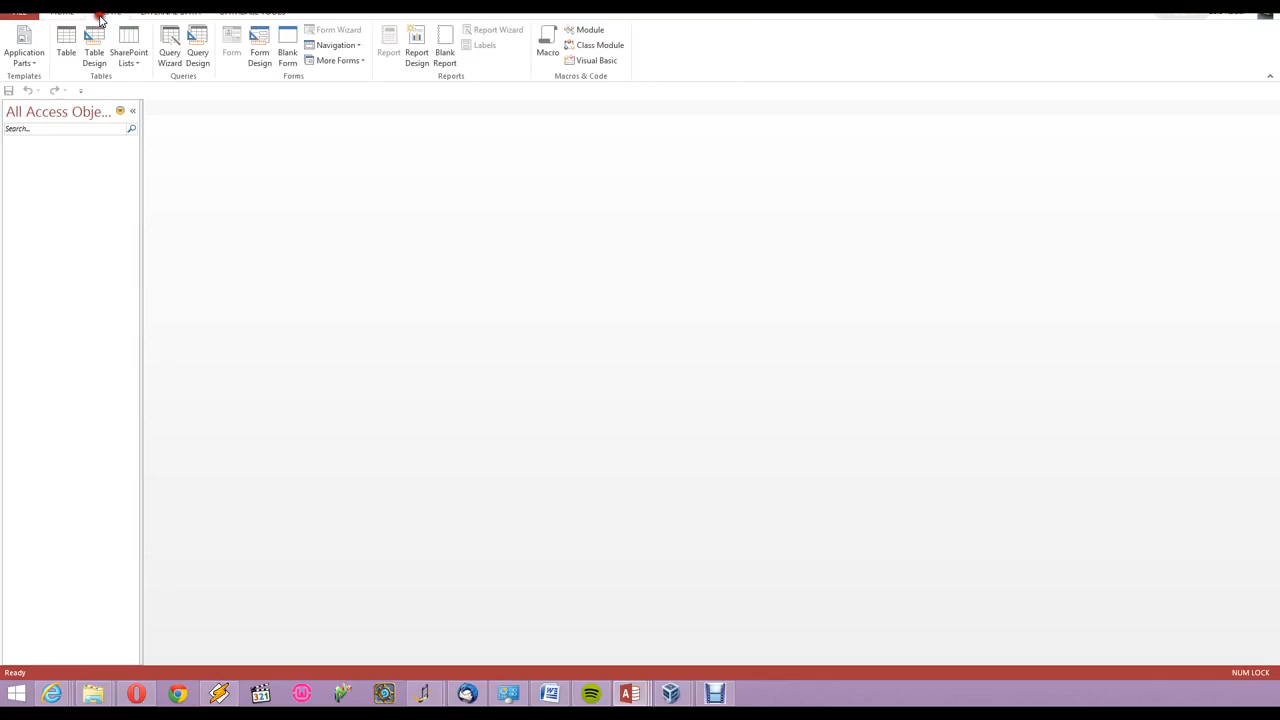 Application Parts
Table
Table Design
SharePoint Lists
Query Wizard
Query Design
Form
Form Design
Blank Form
Form Wizard
Navigation
More Forms
Report
Report Design
Blank Report
Report Wizard
Labels
Macro
Module
Class Module
Visual Basic
Templates
Tables
Queries
Forms
Reports
Macros & Code
All Access Obje...
Search...
Ready
NUM LOCK